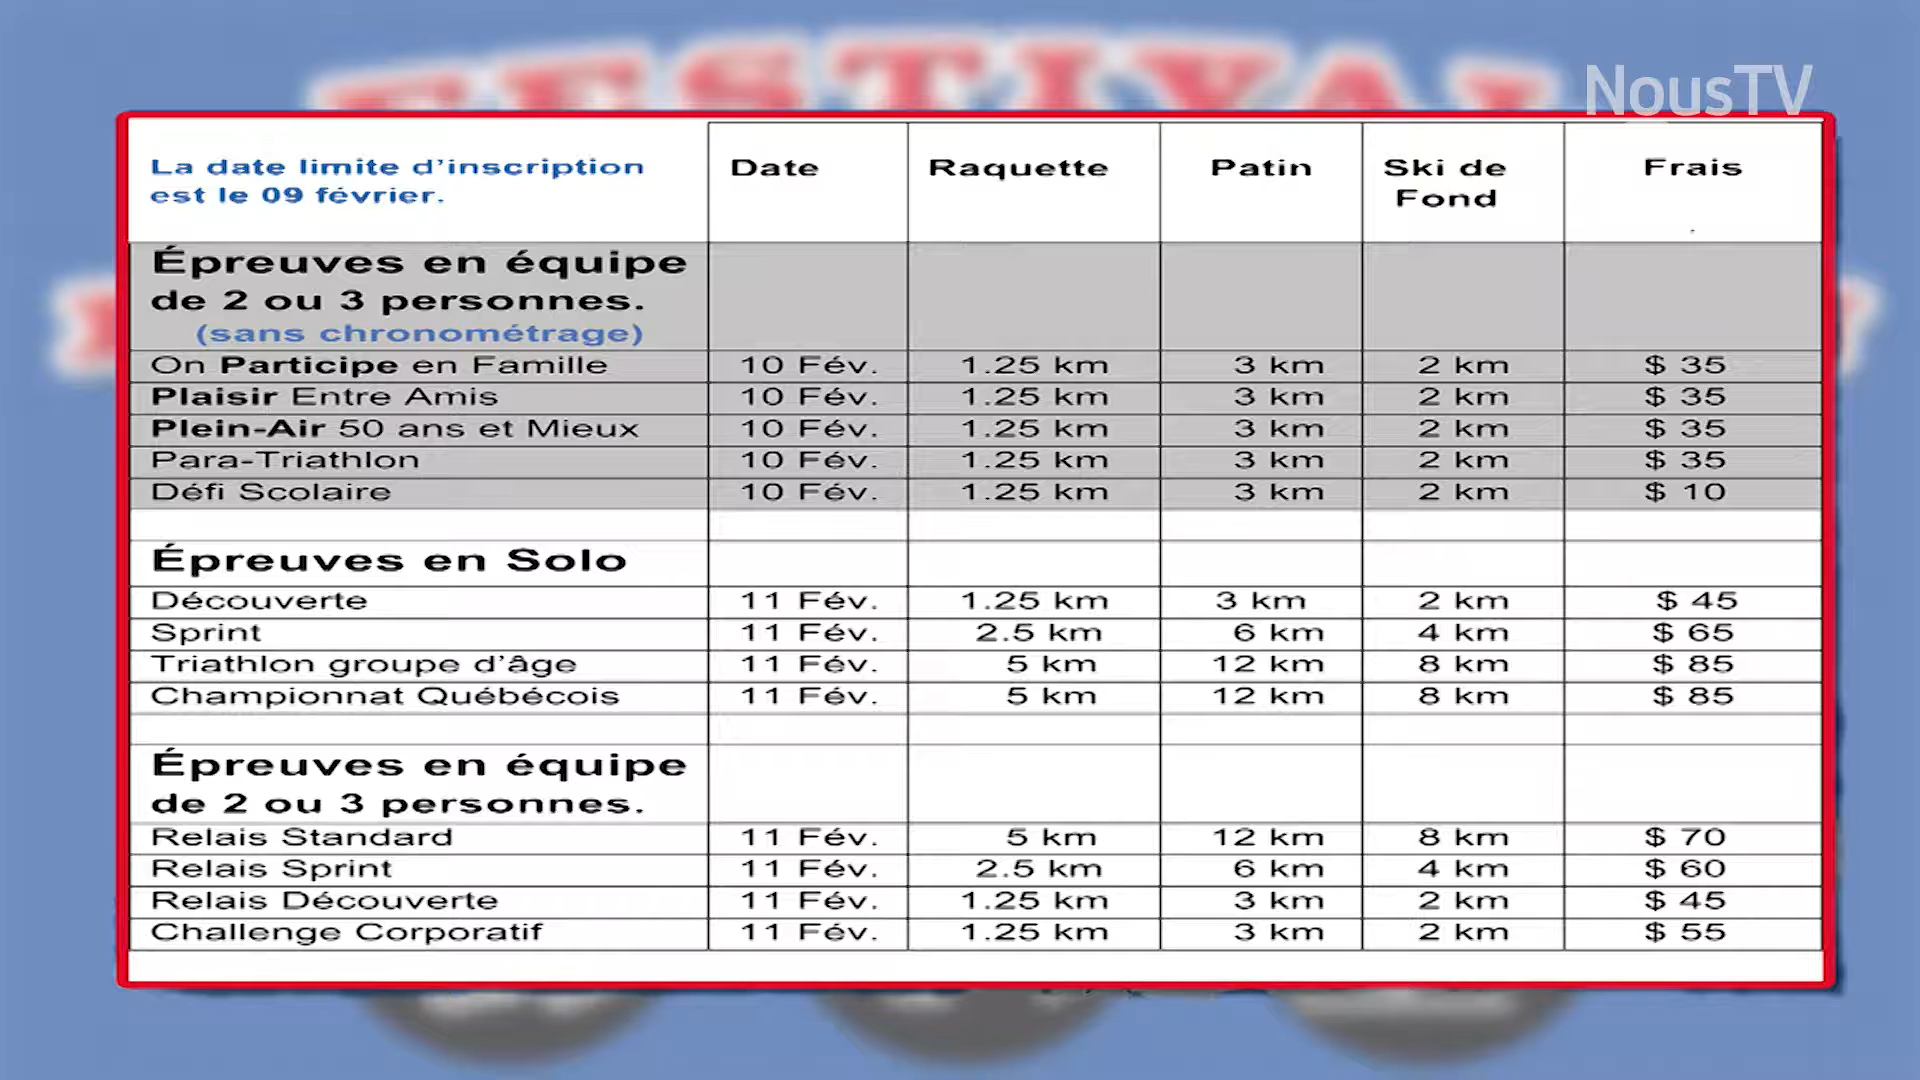 FESTIVAL
NousTV
La date limite d'inscription
est le 09 février.
Date Raquette Patin Ski de Fond Frais
Épreuves en équipe
de 2 ou 3 personnes.
(sans chronométrage)
On Participe en Famille 10 Fév. 1.25 km 3 km 2 km $ 35
Plaisir Entre Amis 10 Fév. 1.25 km 3 km 2 km $ 35
Plein-Air 50 ans et Mieux 10 Fév. 1.25 km 3 km 2 km $ 35
Para-Triathlon 10 Fév. 1.25 km 3 km 2 km $ 35
Défi Scolaire 10 Fév. 1.25 km 3 km 2 km $ 10
Épreuves en Solo
Découverte 11 Fév. 1.25 km 3 km 2 km $ 45
Sprint 11 Fév. 2.5 km 6 km 4 km $ 65
Triathlon groupe d'âge 11 Fév. 5 km 12 km 8 km $ 85
Championnat Québécois 11 Fév. 5 km 12 km 8 km $ 85
Épreuves en équipe
de 2 ou 3 personnes.
Relais Standard 11 Fév. 5 km 12 km 8 km $ 70
Relais Sprint 11 Fév. 2.5 km 6 km 4 km $ 60
Relais Découverte 11 Fév. 1.25 km 3 km 2 km $ 45
Challenge Corporatif 11 Fév. 1.25 km 3 km 2 km $ 55